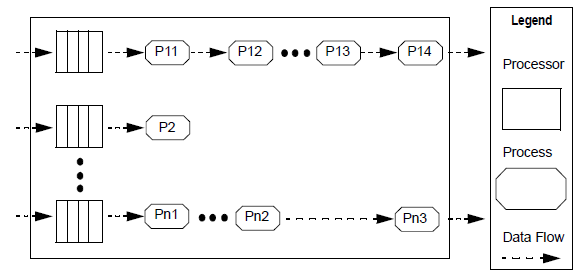 P11 P12 P13 P14
P2
Pn1 Pn2 Pn3
Legend
Processor
Process
Data Flow